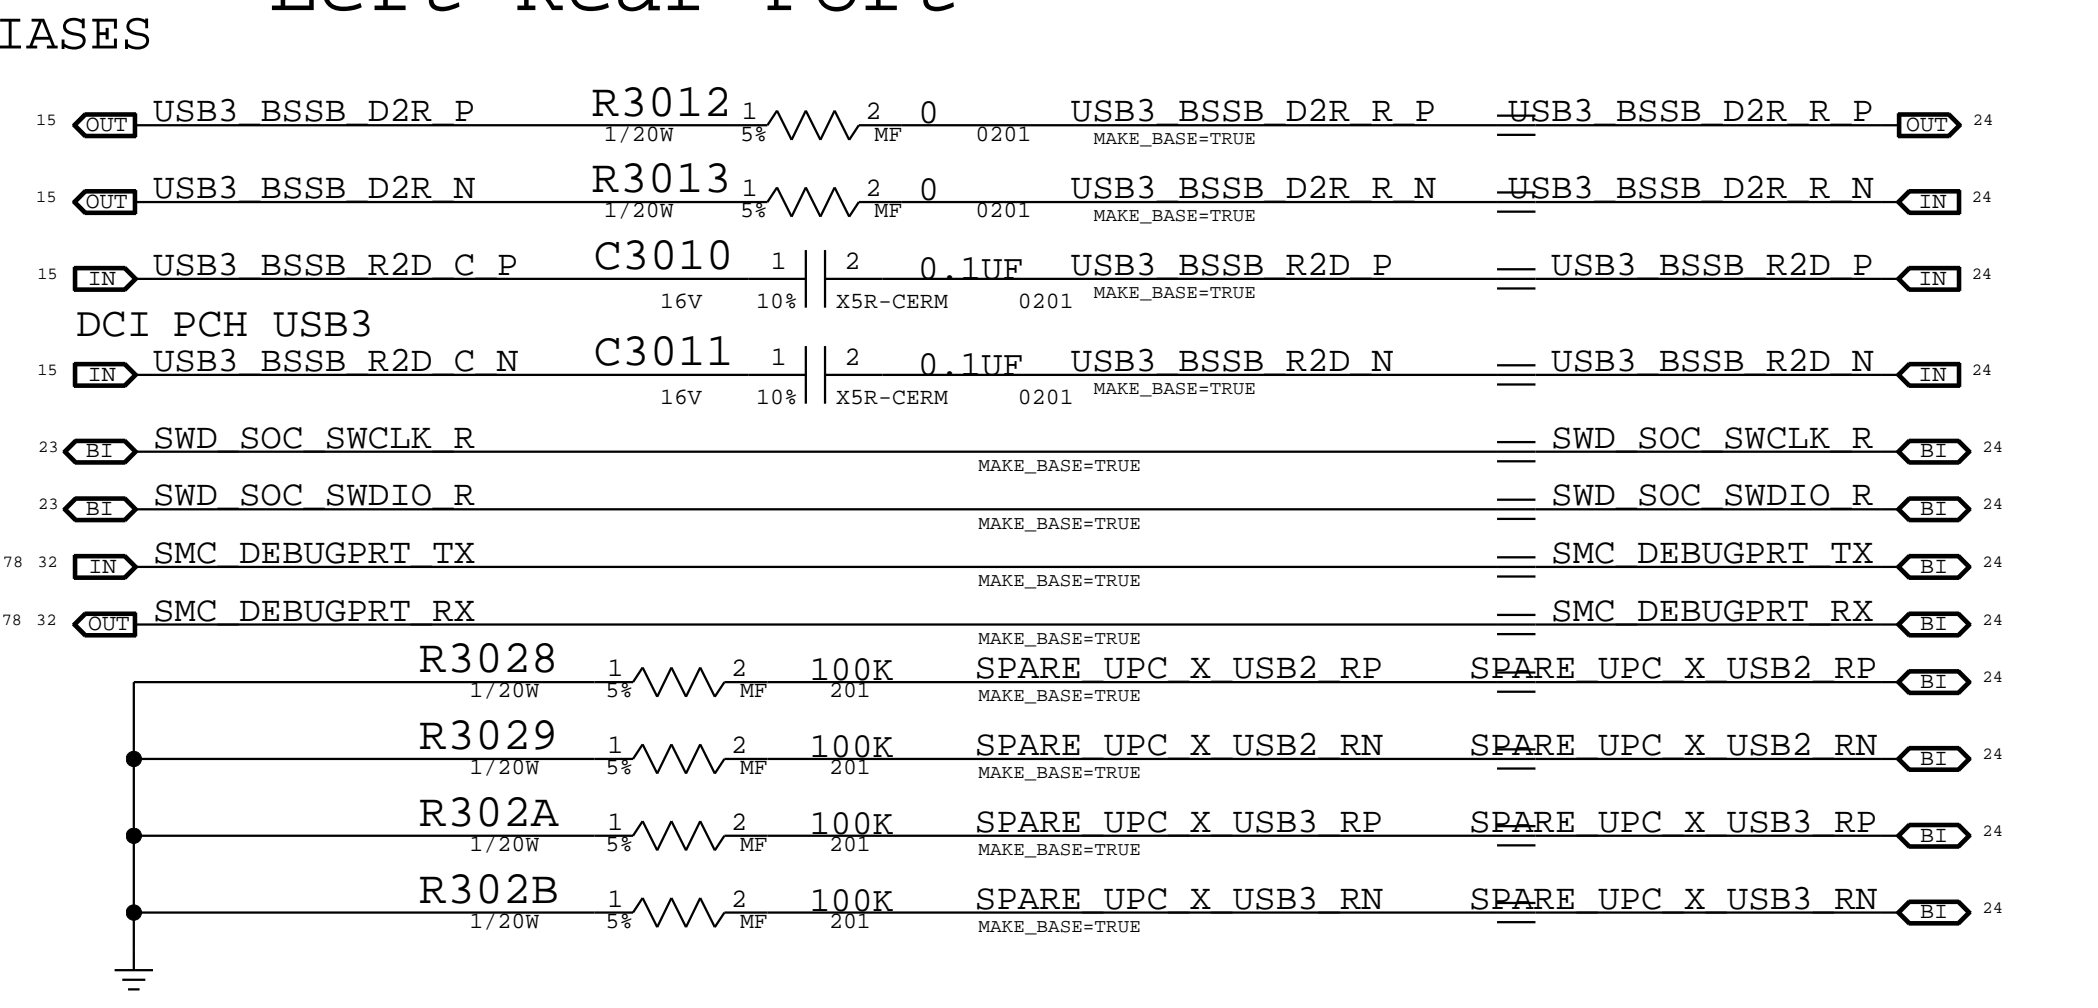 Left Rear Port
IASES
15 OUT USB3_BSSB_D2R_P R3012 1 2 0 USB3_BSSB_D2R_R_P USB3_BSSB_D2R_R_P OUT 24
1/20W 5% MF 0201 MAKE_BASE=TRUE
15 OUT USB3_BSSB_D2R_N R3013 1 2 0 USB3_BSSB_D2R_R_N USB3_BSSB_D2R_R_N IN 24
1/20W 5% MF 0201 MAKE_BASE=TRUE
15 IN USB3_BSSB_R2D_C_P C3010 1 2 0.1UF USB3_BSSB_R2D_P USB3_BSSB_R2D_P IN 24
16V 10% X5R-CERM 0201 MAKE_BASE=TRUE
DCI PCH USB3
15 IN USB3_BSSB_R2D_C_N C3011 1 2 0.1UF USB3_BSSB_R2D_N USB3_BSSB_R2D_N IN 24
16V 10% X5R-CERM 0201 MAKE_BASE=TRUE
23 BI SWD_SOC_SWCLK_R SWD_SOC_SWCLK_R BI 24
MAKE_BASE=TRUE
23 BI SWD_SOC_SWDIO_R SWD_SOC_SWDIO_R BI 24
MAKE_BASE=TRUE
78 32 IN SMC_DEBUGPRT_TX SMC_DEBUGPRT_TX BI 24
MAKE_BASE=TRUE
78 32 OUT SMC_DEBUGPRT_RX SMC_DEBUGPRT_RX BI 24
MAKE_BASE=TRUE
R3028 1 2 100K SPARE_UPC_X_USB2_RP SPARE_UPC_X_USB2_RP BI 24
1/20W 5% MF 201 MAKE_BASE=TRUE
R3029 1 2 100K SPARE_UPC_X_USB2_RN SPARE_UPC_X_USB2_RN BI 24
1/20W 5% MF 201 MAKE_BASE=TRUE
R302A 1 2 100K SPARE_UPC_X_USB3_RP SPARE_UPC_X_USB3_RP BI 24
1/20W 5% MF 201 MAKE_BASE=TRUE
R302B 1 2 100K SPARE_UPC_X_USB3_RN SPARE_UPC_X_USB3_RN BI 24
1/20W 5% MF 201 MAKE_BASE=TRUE